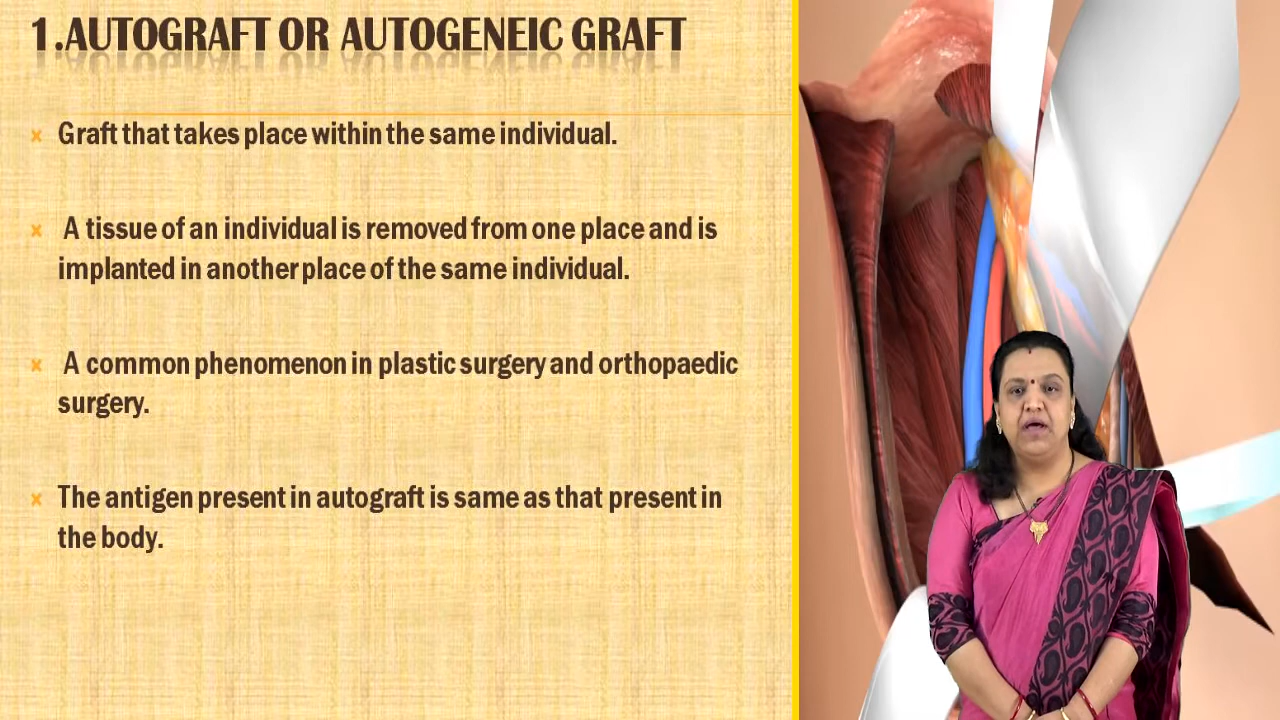 1.AUTOGRAFT OR AUTOGENEIC GRAFT
Graft that takes place within the same individual.
A tissue of an individual is removed from one place and is
implanted in another place of the same individual.
A common phenomenon in plastic surgery and orthopaedic
surgery.
The antigen present in autograft is same as that present in
the body.